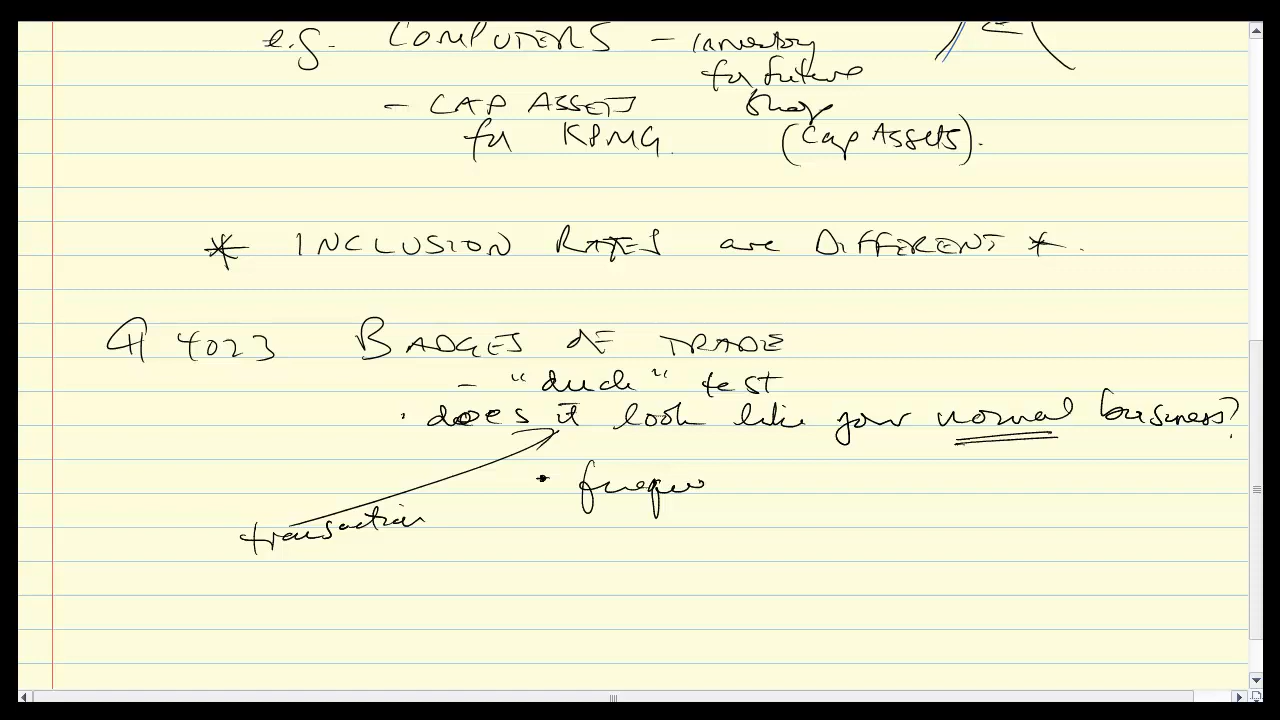 e.g. COMPUTERS - inventory
for future
- CAP ASSETS shop
for KPMG. (Cap Assets).
* INCLUSION RATES are DIFFERENT *.
¶ 4023 BADGES OF TRADE
- "duck" test
· does it look like your normal business?
· freque
transaction